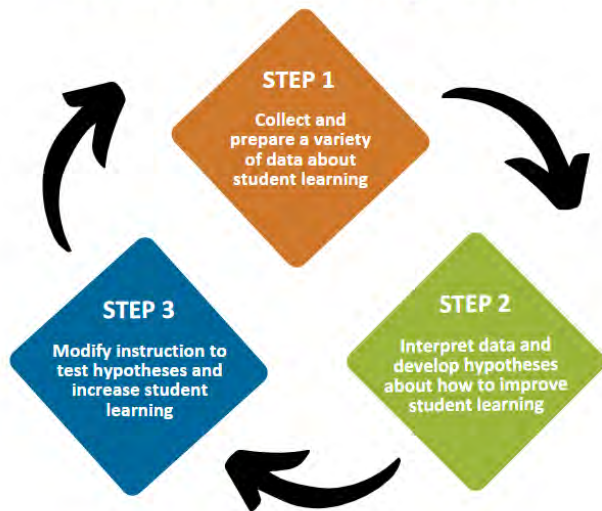 STEP 1
Collect and
prepare a variety
of data about
student learning
STEP 2
Interpret data and
develop hypotheses
about how to improve
student learning
STEP 3
Modify instruction to
test hypotheses and
increase student
learning